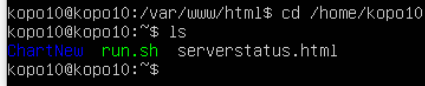 kopo10@kopo10:/var/www/html$ cd /home/kopo10
kopo10@kopo10:~$ ls
ChartNew  run.sh  serverstatus.html
kopo10@kopo10:~$